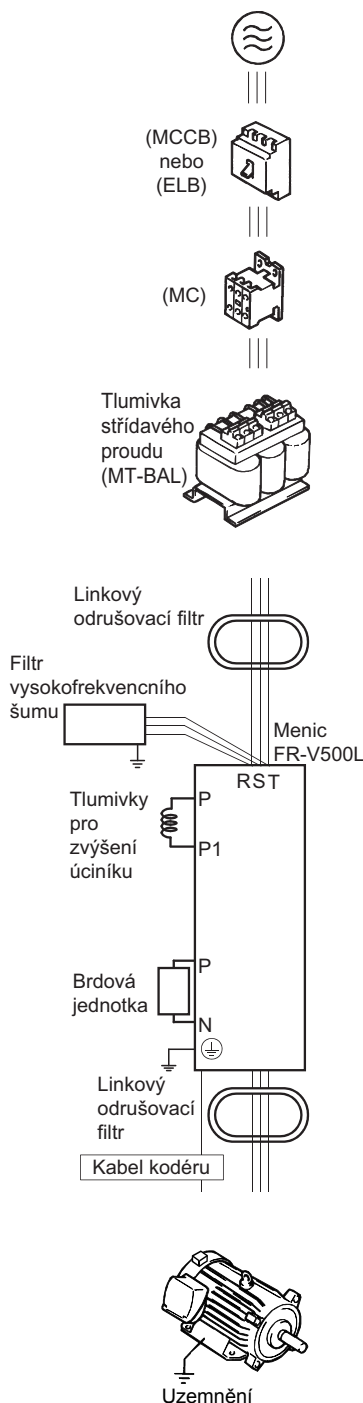 (MCCB)
nebo
(ELB)
(MC)
Tlumivka
střídavého
proudu
(MT-BAL)
Linkový
odrušovací filtr
Filtr
vysokofrekvencního
šumu
Menic
FR-V500L
RST
Tlumivky
pro
zvýšení
úciníku
P
P1
Brdová
jednotka
P
N
Linkový
odrušovací
filtr
Kabel kodéru
Uzemnění